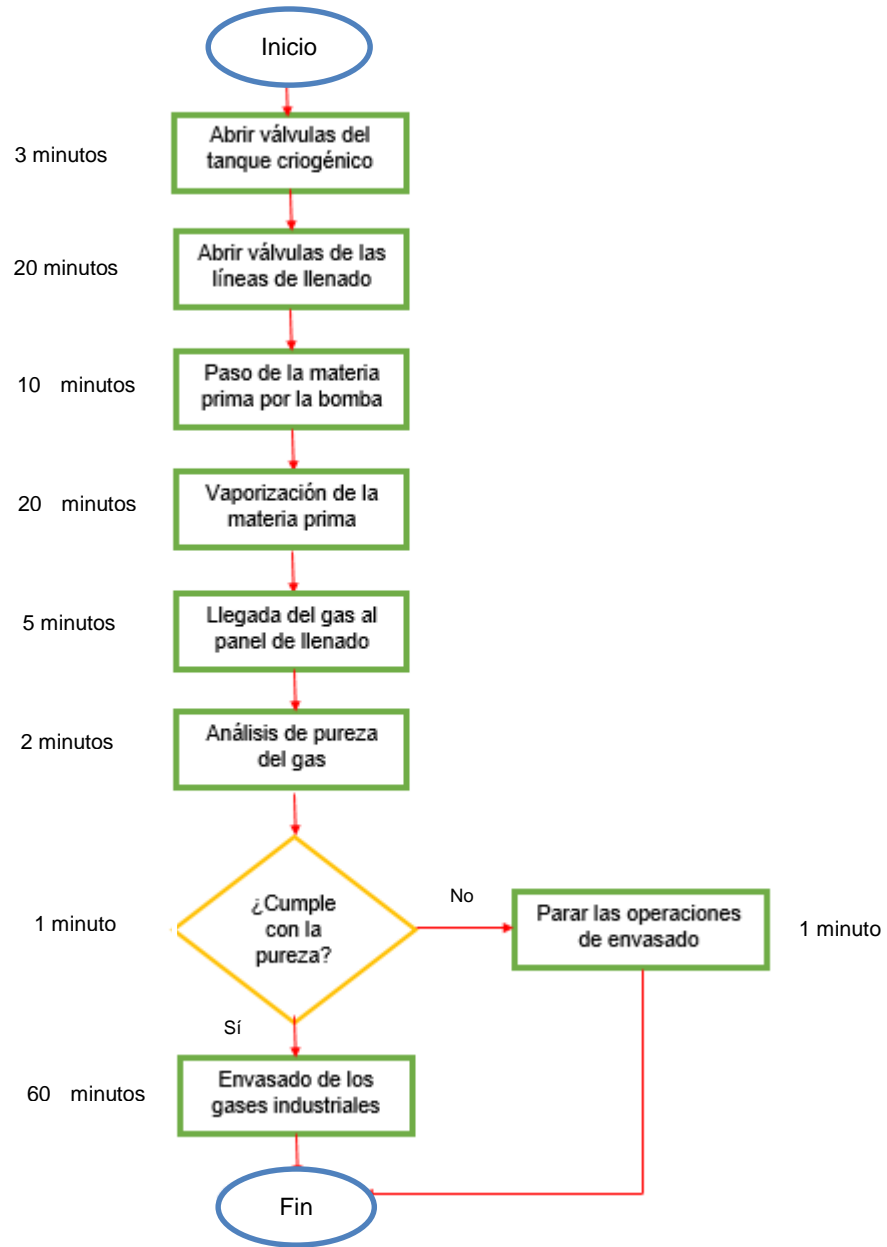 Inicio
3 minutos
Abrir válvulas del
tanque criogénico
20 minutos
Abrir válvulas de las
líneas de llenado
10 minutos
Paso de la materia
prima por la bomba
20 minutos
Vaporización de la
materia prima
5 minutos
Llegada del gas al
panel de llenado
2 minutos
Análisis de pureza
del gas
1 minuto
¿Cumple
con la
pureza?
No
Parar las operaciones
de envasado
1 minuto
Sí
60 minutos
Envasado de los
gases industriales
Fin